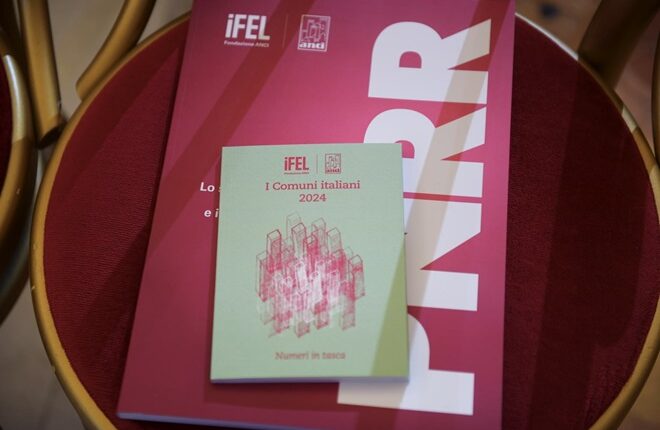 iFEL
Fondazione ANCI
anci
PNRR
Lo
e i
iFEL
Fondazione ANCI
anci
I Comuni italiani
2024
Numeri in tasca